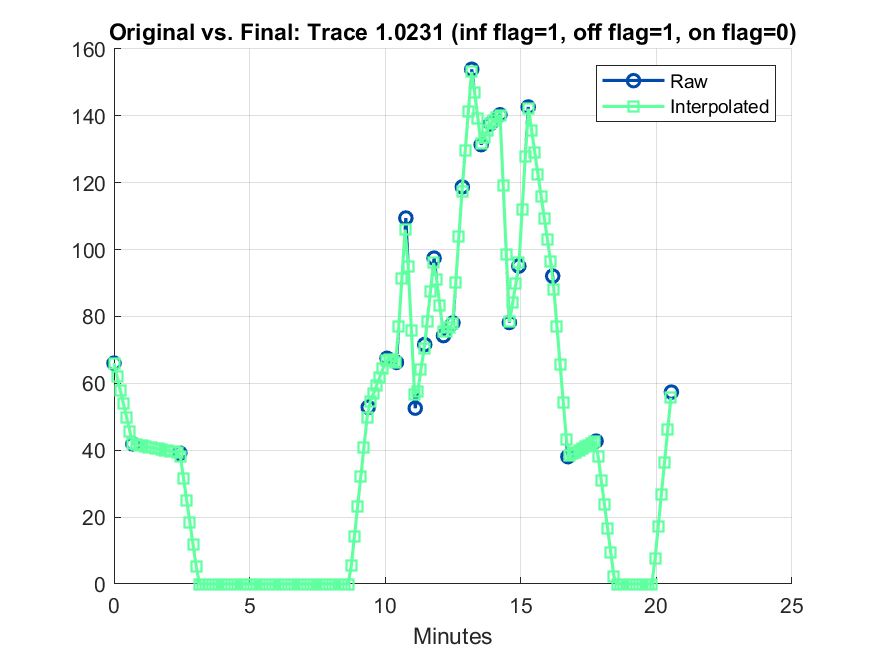 Original vs. Final: Trace 1.0231 (inf flag=1, off flag=1, on flag=0)
160
140
120
100
80
60
40
20
0
Raw
Interpolated
0 5 10 15 20 25
Minutes